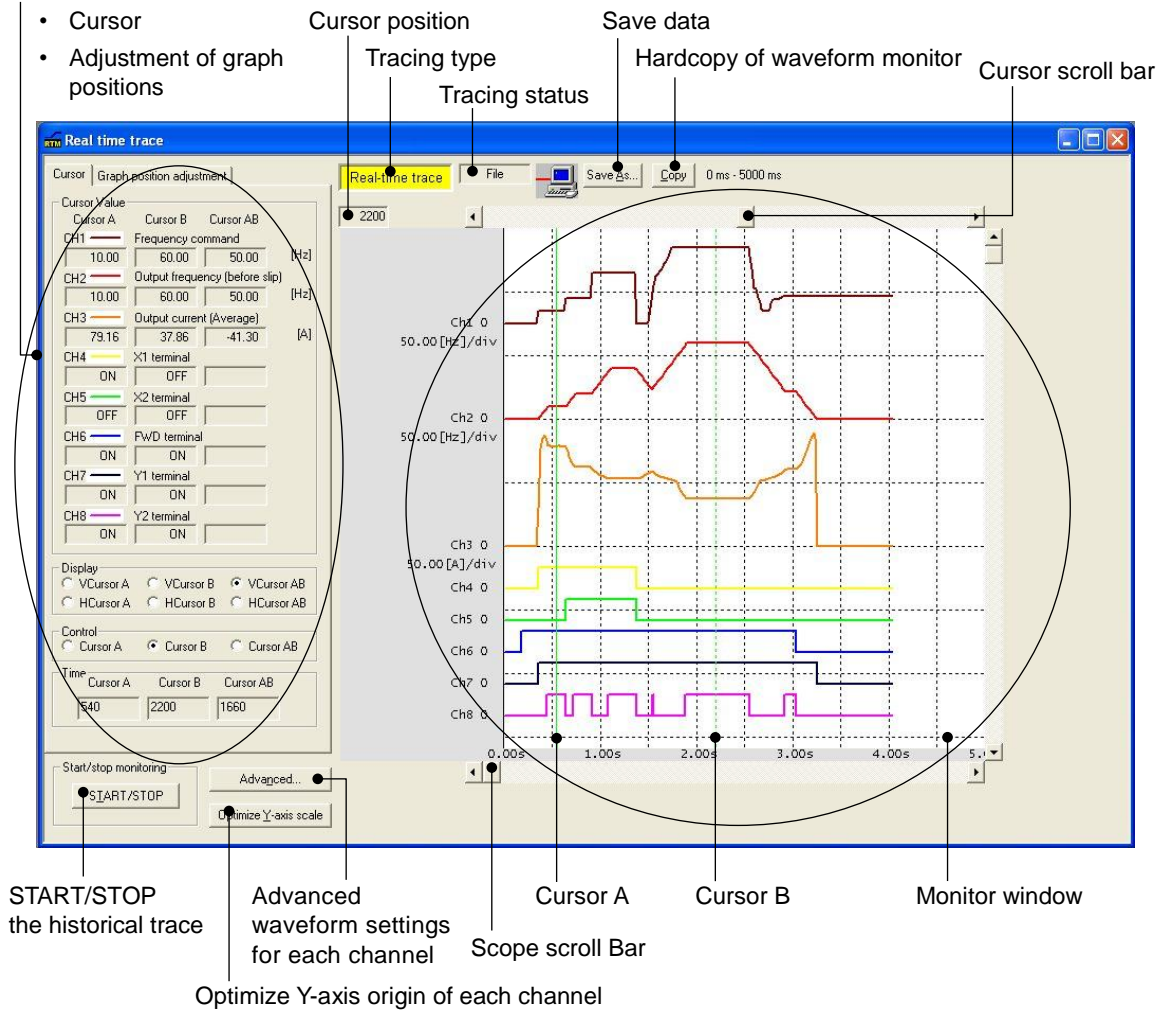 • Cursor
• Adjustment of graph positions
Cursor position
Tracing type
Tracing status
Save data
Hardcopy of waveform monitor
Cursor scroll bar
RTM Real time trace
Cursor Graph position adjustment
Real-time trace File Save As... Copy 0 ms - 5000 ms
2200
Cursor Value
Cursor A Cursor B Cursor AB
CH1 Frequency command
10.00 60.00 50.00 [Hz]
CH2 Output frequency (before slip)
10.00 60.00 50.00 [Hz]
CH3 Output current (Average)
79.16 37.86 -41.30 [A]
CH4 X1 terminal
ON OFF
CH5 X2 terminal
OFF OFF
CH6 FWD terminal
ON ON
CH7 Y1 terminal
ON ON
CH8 Y2 terminal
ON ON
Display
VCursor A VCursor B VCursor AB
HCursor A HCursor B HCursor AB
Control
Cursor A Cursor B Cursor AB
Time
Cursor A Cursor B Cursor AB
540 2200 1660
Start/stop monitoring
START/STOP
Advanced...
Optimize Y-axis scale
Ch1 0
50.00[Hz]/div
Ch2 0
50.00[Hz]/div
Ch3 0
50.00[A]/div
Ch4 0
Ch5 0
Ch6 0
Ch7 0
Ch8 0
0.00s 1.00s 2.00s 3.00s 4.00s 5.
START/STOP
the historical trace
Advanced
waveform settings
for each channel
Cursor A
Cursor B
Monitor window
Scope scroll Bar
Optimize Y-axis origin of each channel